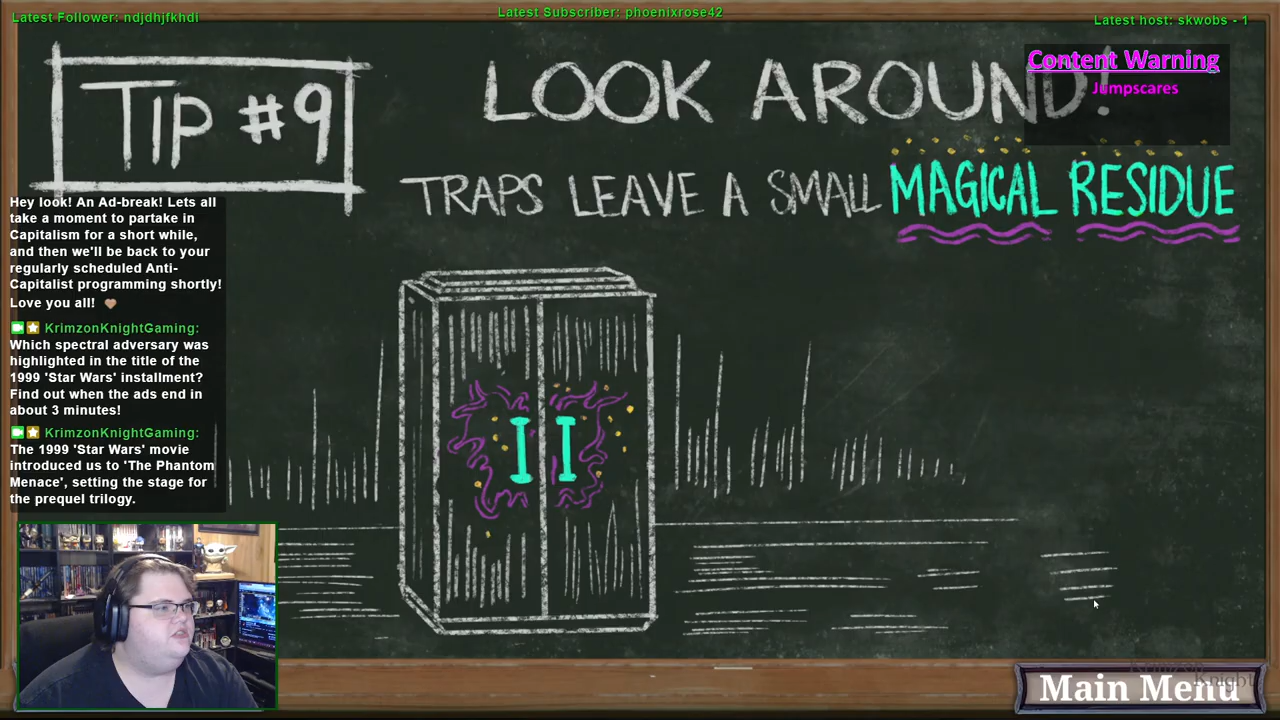 Latest Follower: ndjdhjfkhdi
Latest Subscriber: phoenixrose42
Latest host: skwobs - 1
TIP #9
LOOK AROUND!
Content Warning
Jumpscares
TRAPS LEAVE A SMALL MAGICAL RESIDUE
Hey look! An Ad-break! Lets all
take a moment to partake in
Capitalism for a short while,
and then we'll be back to your
regularly scheduled Anti-
Capitalist programming shortly!
Love you all!
KrimzonKnightGaming:
Which spectral adversary was
highlighted in the title of the
1999 'Star Wars' installment?
Find out when the ads end in
about 3 minutes!
KrimzonKnightGaming:
The 1999 'Star Wars' movie
introduced us to 'The Phantom
Menace', setting the stage for
the prequel trilogy.
Krimzon
Knight
Main Menu